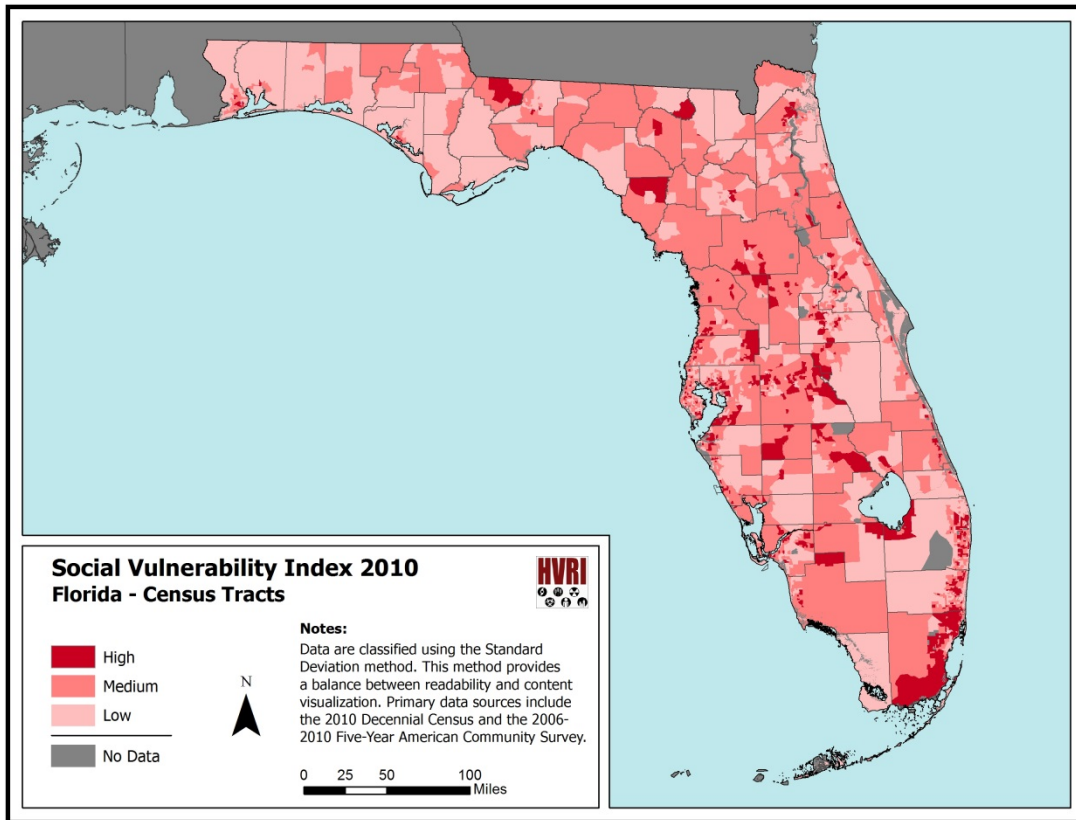 Social Vulnerability Index 2010
Florida - Census Tracts
HVRI
High
Medium
Low
No Data
N
Notes:
Data are classified using the Standard
Deviation method. This method provides
a balance between readability and content
visualization. Primary data sources include
the 2010 Decennial Census and the 2006-
2010 Five-Year American Community Survey.
0 25 50 100
Miles